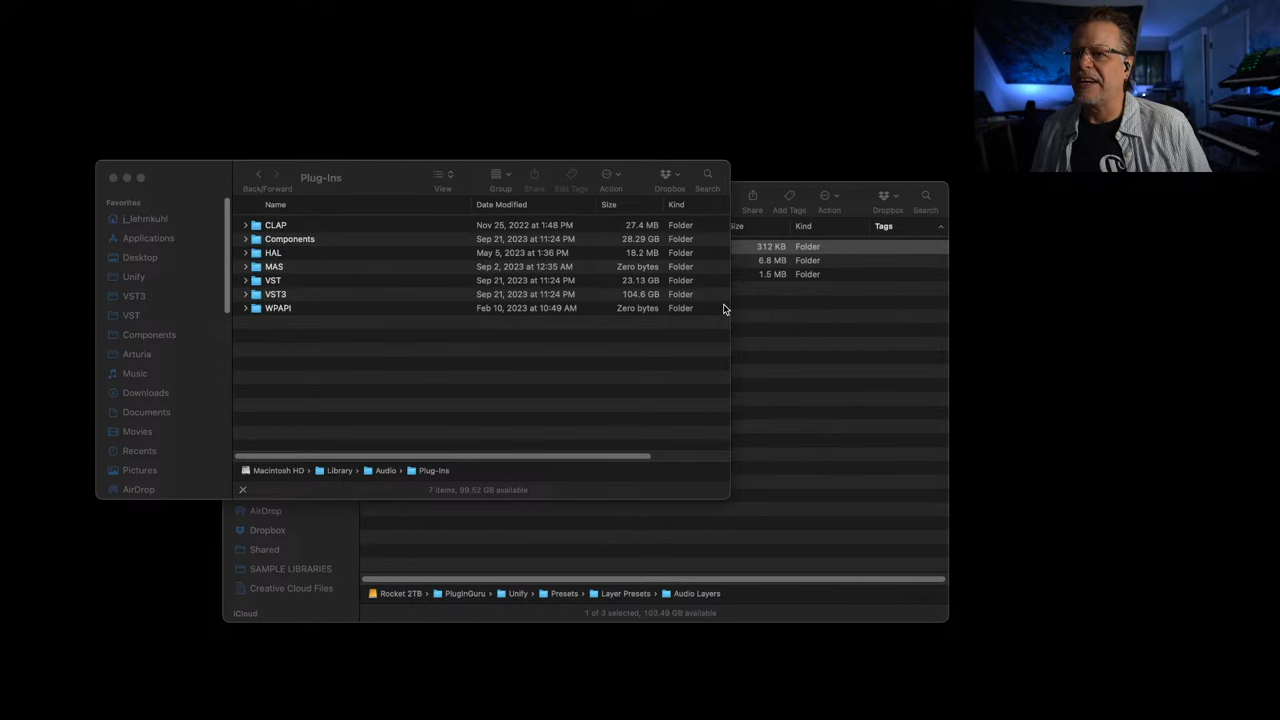 Plug-Ins
Back/Forward
View
Group
Share
Edit Tags
Action
Dropbox
Search
Favorites
j_lehmkuhl
Applications
Desktop
Unify
VST3
VST
Components
Arturia
Music
Downloads
Documents
Movies
Recents
Pictures
AirDrop
Name Date Modified Size Kind
CLAP Nov 25, 2022 at 1:48 PM 27.4 MB Folder
Components Sep 21, 2023 at 11:24 PM 28.29 GB Folder
HAL May 5, 2023 at 1:36 PM 18.2 MB Folder
MAS Sep 2, 2023 at 12:35 AM Zero bytes Folder
VST Sep 21, 2023 at 11:24 PM 23.13 GB Folder
VST3 Sep 21, 2023 at 11:24 PM 104.6 GB Folder
WPAPI Feb 10, 2023 at 10:49 AM Zero bytes Folder
Macintosh HD › Library › Audio › Plug-Ins
7 items, 99.52 GB available
Share Add Tags Action Dropbox Search
Kind Tags
312 KB Folder
6.8 MB Folder
1.5 MB Folder
AirDrop
Dropbox
Shared
SAMPLE LIBRARIES
Creative Cloud Files
iCloud
Rocket 2TB › PlugInGuru › Unify › Presets › Layer Presets › Audio Layers
1 of 3 selected, 103.49 GB available